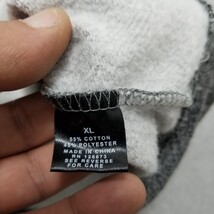 XL
55% COTTON
45% POLYESTER
MADE IN CHINA
RN 126673
SEE REVERSE
FOR CARE